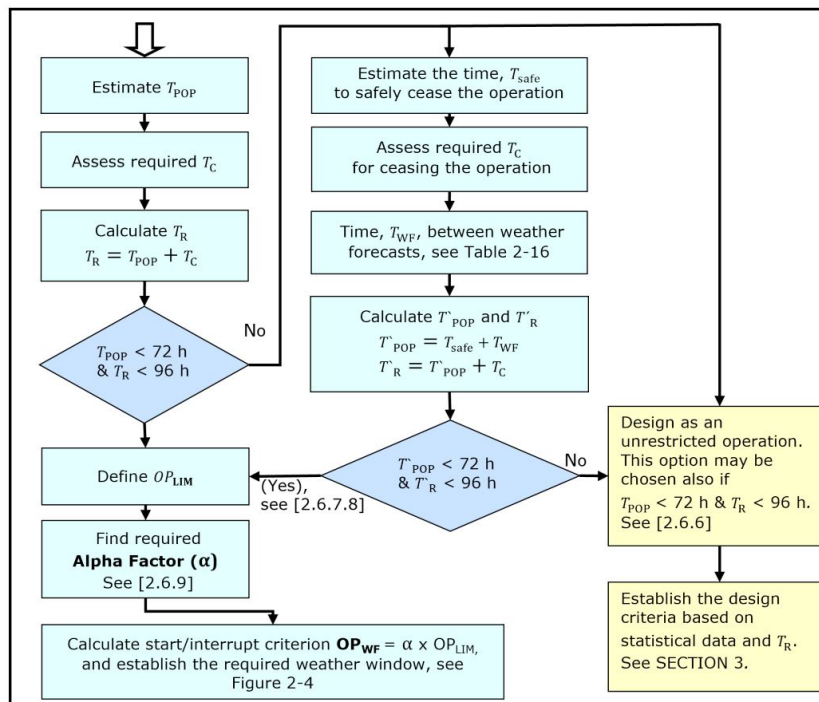 Estimate T_POP
Assess required T_C
Calculate T_R
T_R = T_POP + T_C
No
T_POP < 72 h
& T_R < 96 h
Define OP_LIM
Find required
Alpha Factor (α)
See [2.6.9]
Calculate start/interrupt criterion OP_WF = α x OP_LIM,
and establish the required weather window, see
Figure 2-4
Estimate the time, T_safe
to safely cease the operation
Assess required T_C
for ceasing the operation
Time, T_WF, between weather
forecasts, see Table 2-16
Calculate T`_POP and T´_R
T`_POP = T_safe + T_WF
T`_R = T`_POP + T_C
T`_POP < 72 h
& T`_R < 96 h
(Yes),
see [2.6.7.8]
No
Design as an
unrestricted operation.
This option may be
chosen also if
T_POP < 72 h & T_R < 96 h.
See [2.6.6]
Establish the design
criteria based on
statistical data and T_R.
See SECTION 3.